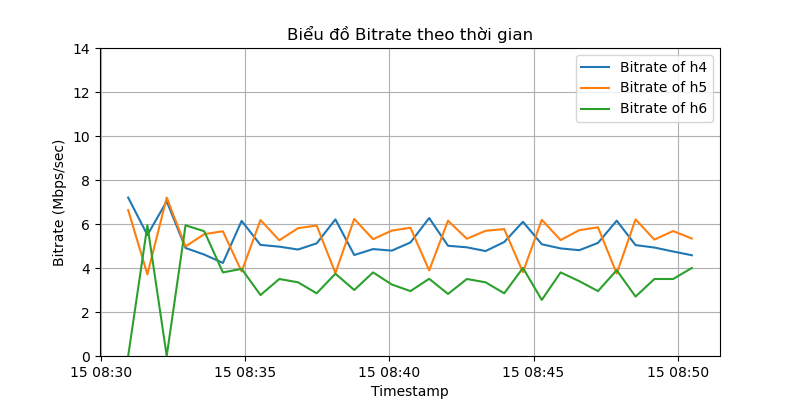 Biểu đồ Bitrate theo thời gian
Bitrate of h4
Bitrate of h5
Bitrate of h6
14
12
10
8
6
4
2
0
Bitrate (Mbps/sec)
15 08:30
15 08:35
15 08:40
15 08:45
15 08:50
Timestamp